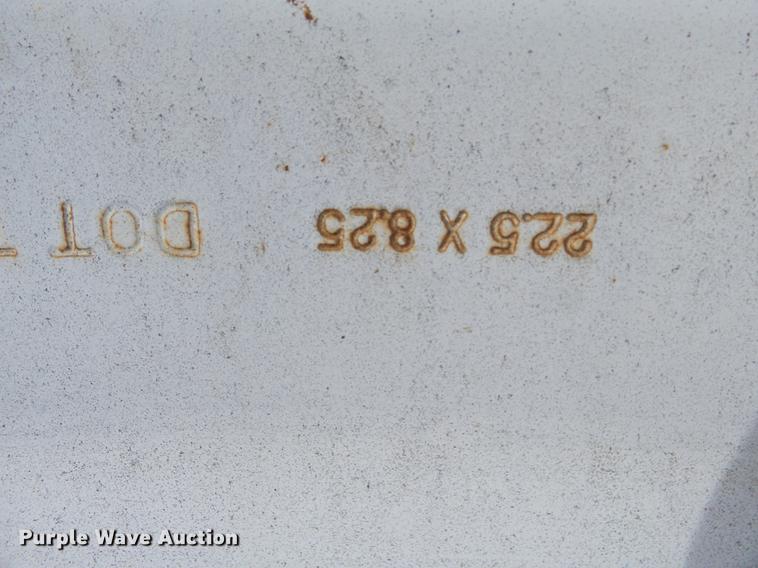 22.5 X 8.25 DOT T
Purple Wave Auction